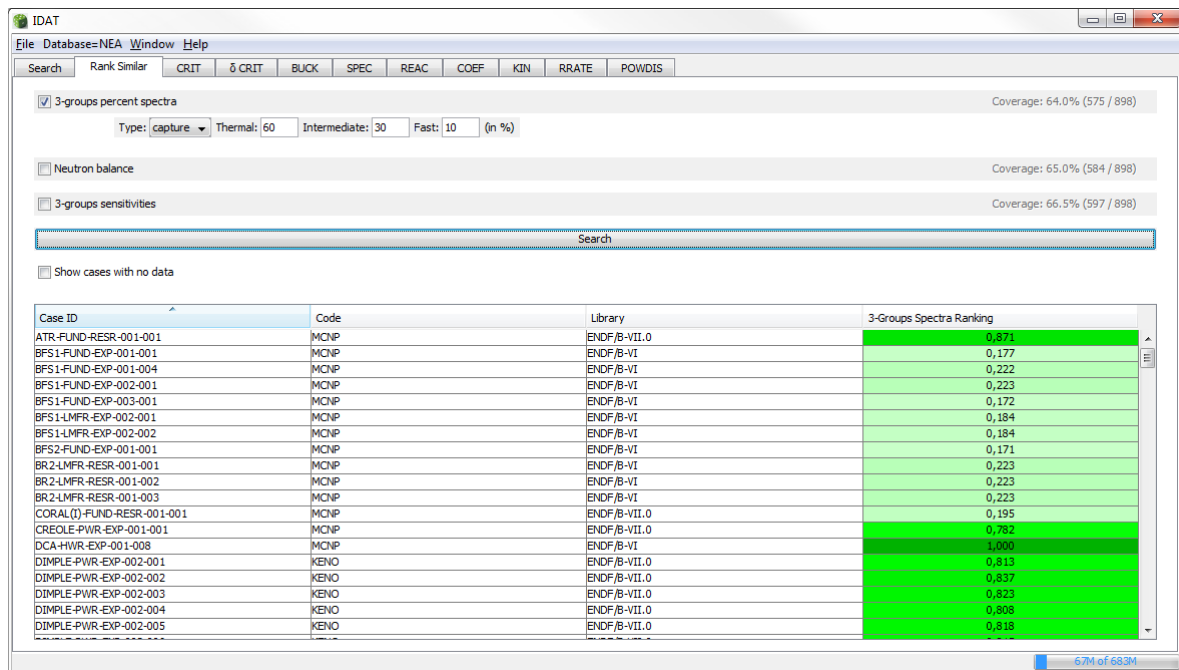 IDAT
File Database=NEA Window Help
Search Rank Similar CRIT δ CRIT BUCK SPEC REAC COEF KIN RRATE POWDIS
3-groups percent spectra Coverage: 64.0% (575 / 898)
Type: capture Thermal: 60 Intermediate: 30 Fast: 10 (in %)
Neutron balance Coverage: 65.0% (584 / 898)
3-groups sensitivities Coverage: 66.5% (597 / 898)
Search
Show cases with no data
Case ID Code Library 3-Groups Spectra Ranking
ATR-FUND-RESR-001-001 MCNP ENDF/B-VII.0 0,871
BFS1-FUND-EXP-001-001 MCNP ENDF/B-VI 0,177
BFS1-FUND-EXP-001-004 MCNP ENDF/B-VI 0,222
BFS1-FUND-EXP-002-001 MCNP ENDF/B-VI 0,223
BFS1-FUND-EXP-003-001 MCNP ENDF/B-VI 0,172
BFS1-LMFR-EXP-002-001 MCNP ENDF/B-VI 0,184
BFS1-LMFR-EXP-002-002 MCNP ENDF/B-VI 0,184
BFS2-FUND-EXP-001-001 MCNP ENDF/B-VI 0,171
BR2-LMFR-RESR-001-001 MCNP ENDF/B-VI 0,223
BR2-LMFR-RESR-001-002 MCNP ENDF/B-VI 0,223
BR2-LMFR-RESR-001-003 MCNP ENDF/B-VI 0,223
CORAL(I)-FUND-RESR-001-001 MCNP ENDF/B-VII.0 0,195
CREOLE-PWR-EXP-001-001 MCNP ENDF/B-VII.0 0,782
DCA-HWR-EXP-001-008 MCNP ENDF/B-VI 1,000
DIMPLE-PWR-EXP-002-001 KENO ENDF/B-VII.0 0,813
DIMPLE-PWR-EXP-002-002 KENO ENDF/B-VII.0 0,837
DIMPLE-PWR-EXP-002-003 KENO ENDF/B-VII.0 0,823
DIMPLE-PWR-EXP-002-004 KENO ENDF/B-VII.0 0,808
DIMPLE-PWR-EXP-002-005 KENO ENDF/B-VII.0 0,818
67M of 683M